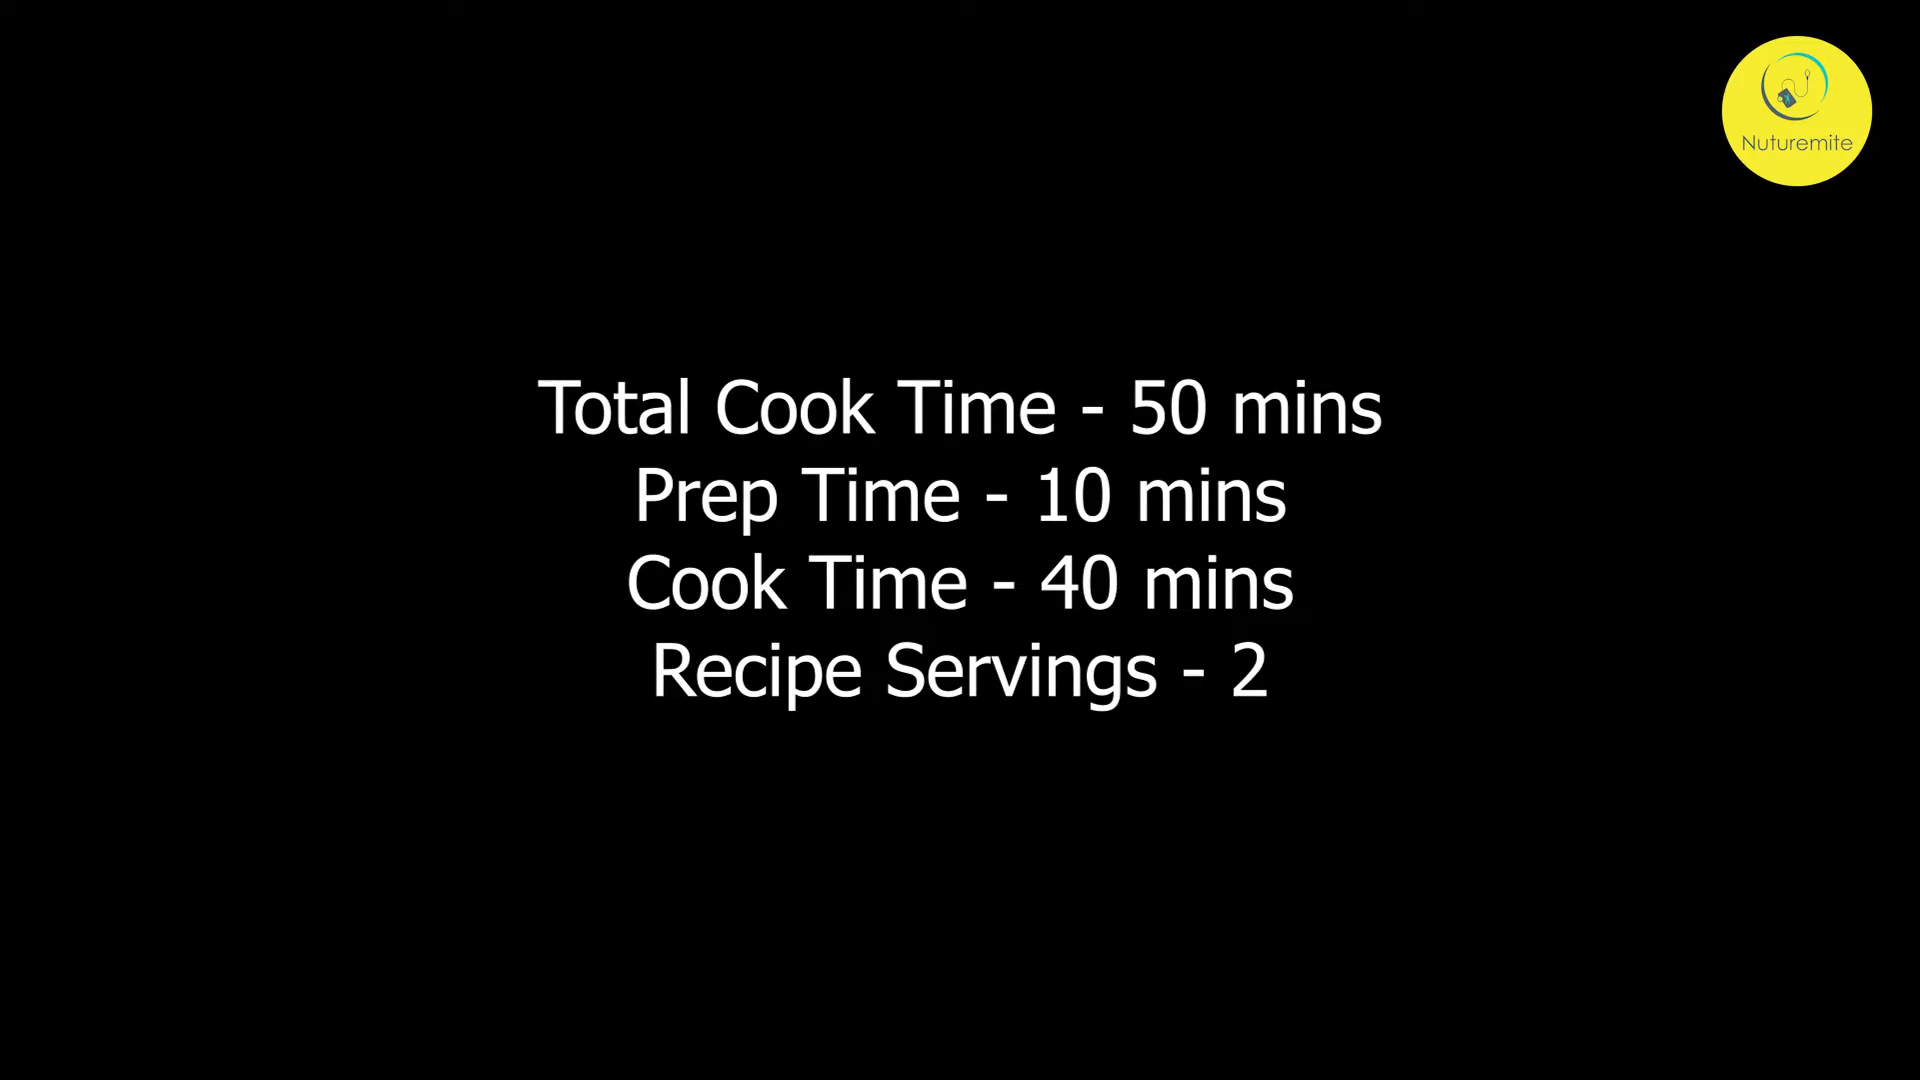 Nuturemite
Total Cook Time - 50 mins
Prep Time - 10 mins
Cook Time - 40 mins
Recipe Servings - 2